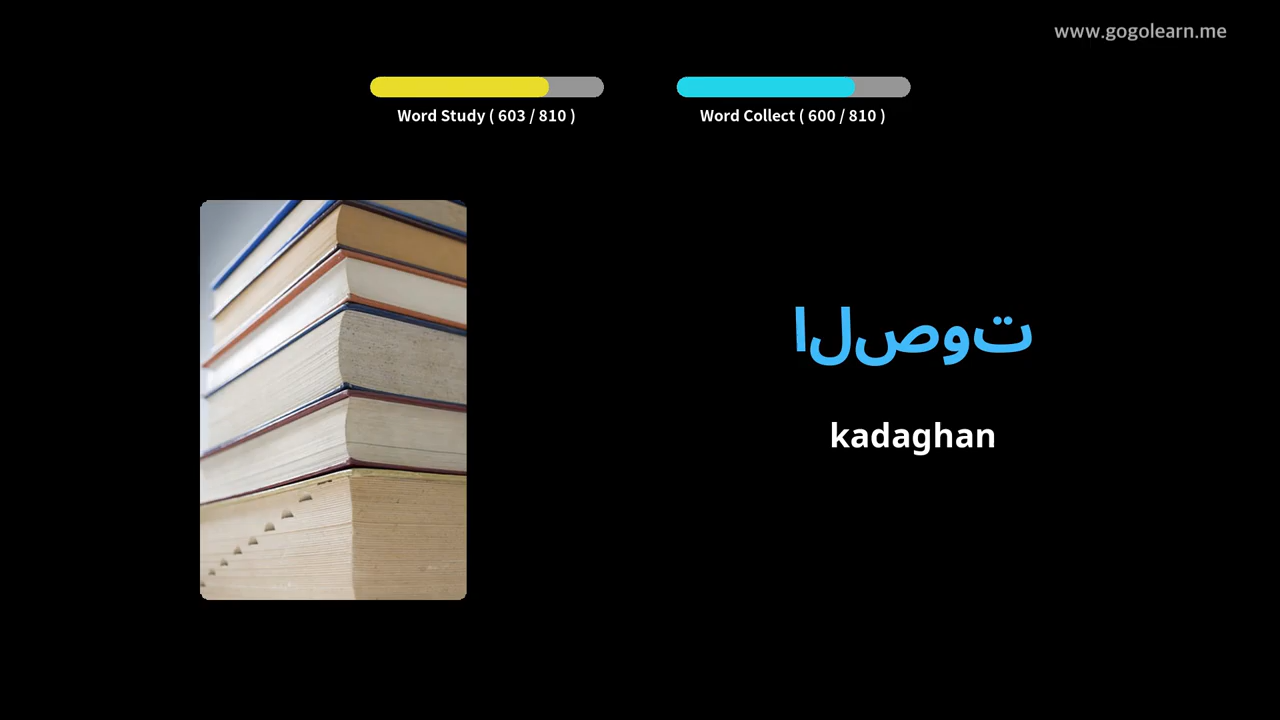 www.gogolearn.me
Word Study ( 603 / 810 )
Word Collect ( 600 / 810 )
الصوت
kadaghan